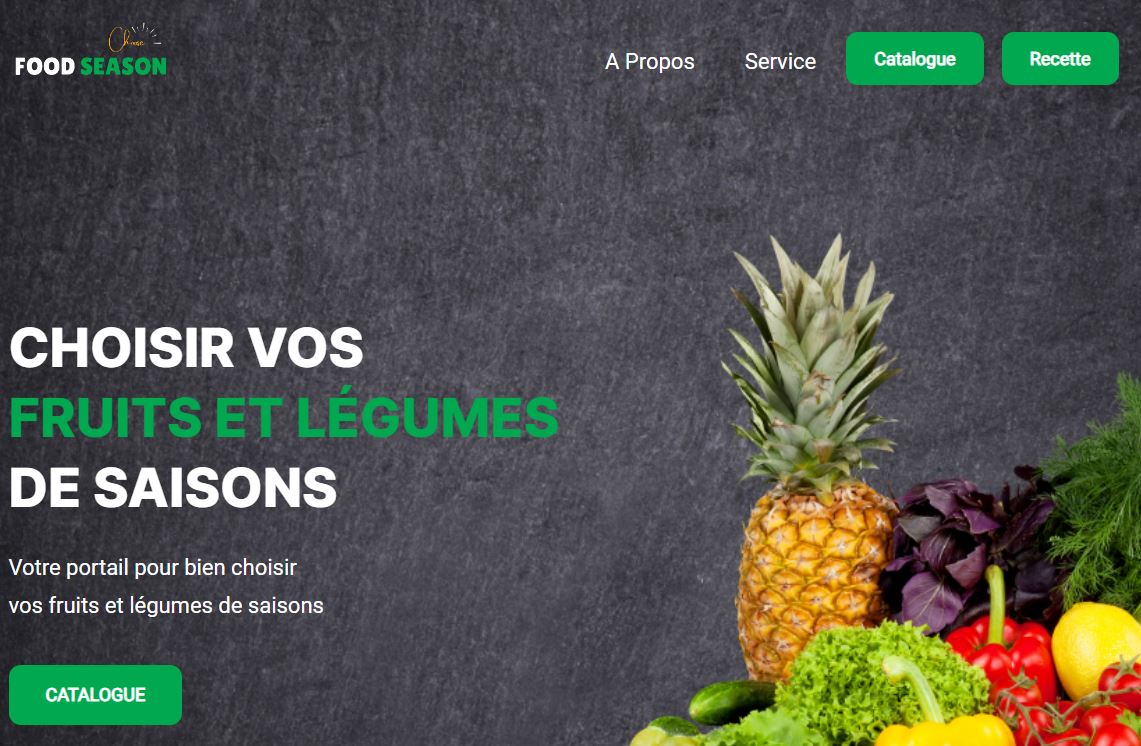 Choose
FOOD SEASON
A Propos
Service
Catalogue
Recette
CHOISIR VOS
FRUITS ET LÉGUMES
DE SAISONS
Votre portail pour bien choisir
vos fruits et légumes de saisons
CATALOGUE